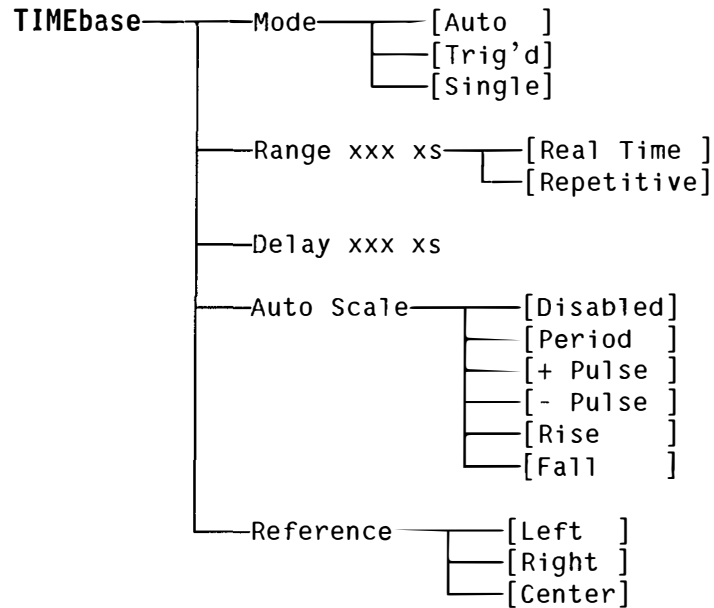 TIMEbase Mode [Auto ]
[Trig'd]
[Single]
Range xxx xs [Real Time ]
[Repetitive]
Delay xxx xs
Auto Scale [Disabled]
[Period ]
[+ Pulse ]
[- Pulse ]
[Rise ]
[Fall ]
Reference [Left ]
[Right ]
[Center]